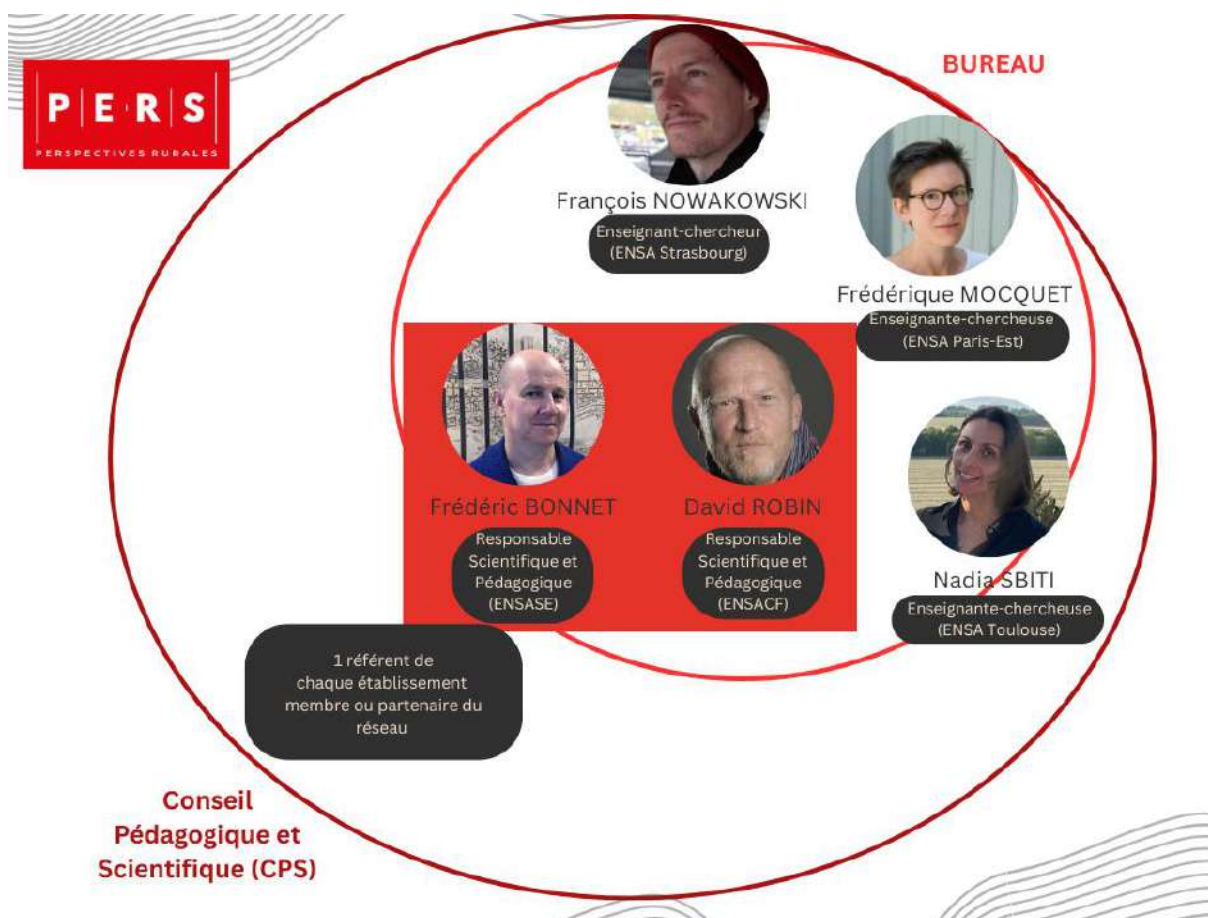 P|E|R|S
PERSPECTIVES RURALES
BUREAU
François NOWAKOWSKI
Enseignant-chercheur
(ENSA Strasbourg)
Frédérique MOCQUET
Enseignante-chercheuse
(ENSA Paris-Est)
Frédéric BONNET
Responsable
Scientifique et
Pédagogique
(ENSASE)
David ROBIN
Responsable
Scientifique et
Pédagogique
(ENSACF)
Nadia SBITI
Enseignante-chercheuse
(ENSA Toulouse)
1 référent de
chaque établissement
membre ou partenaire du
réseau
Conseil
Pédagogique et
Scientifique (CPS)